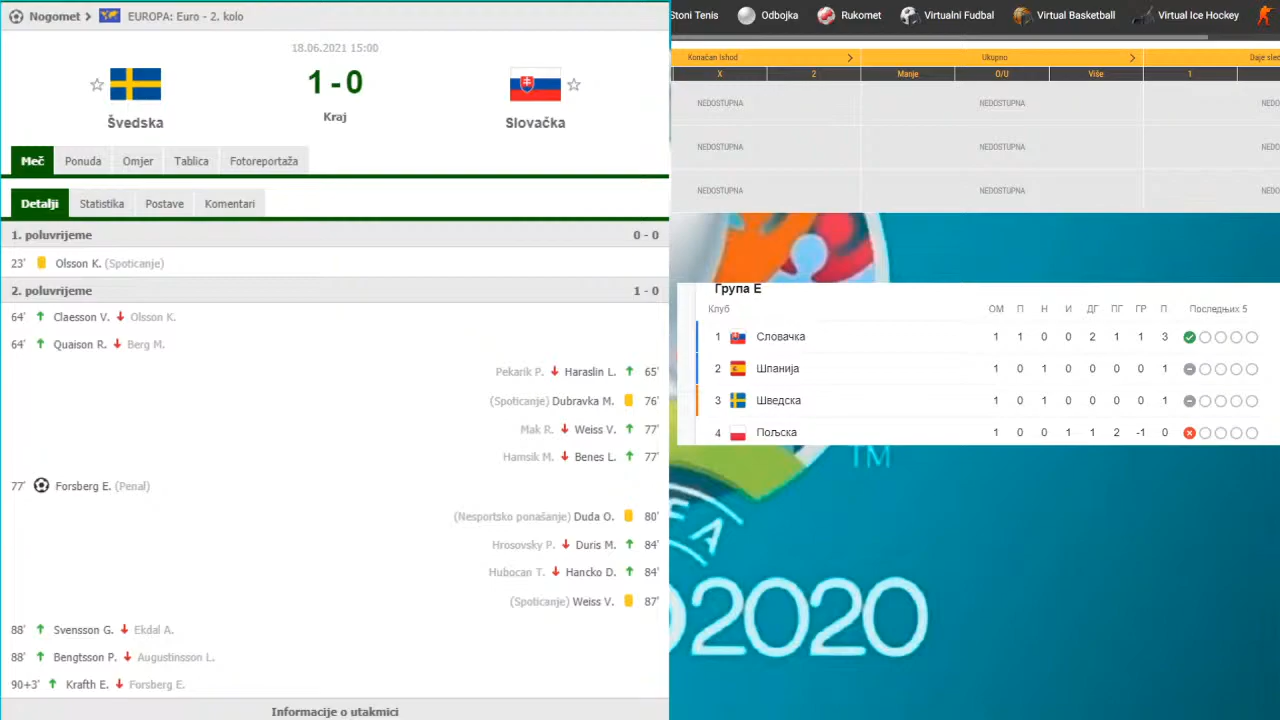 Nogomet
EUROPA: Euro - 2. kolo
18.06.2021 15:00
1 - 0
Kraj
Švedska
Slovačka
Meč Ponuda Omjer Tablica Fotoreportaža
Detalji Statistika Postave Komentari
1. poluvrijeme 0 - 0
23' Olsson K. (Spoticanje)
2. poluvrijeme 1 - 0
64' Claesson V. Olsson K.
64' Quaison R. Berg M.
Pekarik P. Haraslin L. 65'
(Spoticanje) Dubravka M. 76'
Mak R. Weiss V. 77'
Hamsik M. Benes L. 77'
77' Forsberg E. (Penal)
(Nesportsko ponašanje) Duda O. 80'
Hrosovsky P. Duris M. 84'
Hubocan T. Hancko D. 84'
(Spoticanje) Weiss V. 87'
88' Svensson G. Ekdal A.
88' Bengtsson P. Augustinsson L.
90+3' Krafth E. Forsberg E.
Informacije o utakmici
Stoni Tenis Odbojka Rukomet Virtualni Fudbal Virtual Basketball Virtual Ice Hockey
Konačan Ishod Ukupno Daje sled
X 2 Manje O/U Više 1
NEDOSTUPNA NEDOSTUPNA NEDO
NEDOSTUPNA NEDOSTUPNA NEDO
NEDOSTUPNA NEDOSTUPNA NEDO
Група Е
Клуб ОМ П Н И ДГ ПГ ГР П Последњих 5
1 Словачка 1 1 0 0 2 1 1 3
2 Шпанија 1 0 1 0 0 0 0 1
3 Шведска 1 0 1 0 0 0 0 1
4 Пољска 1 0 0 1 1 2 -1 0
TM
FA
2020